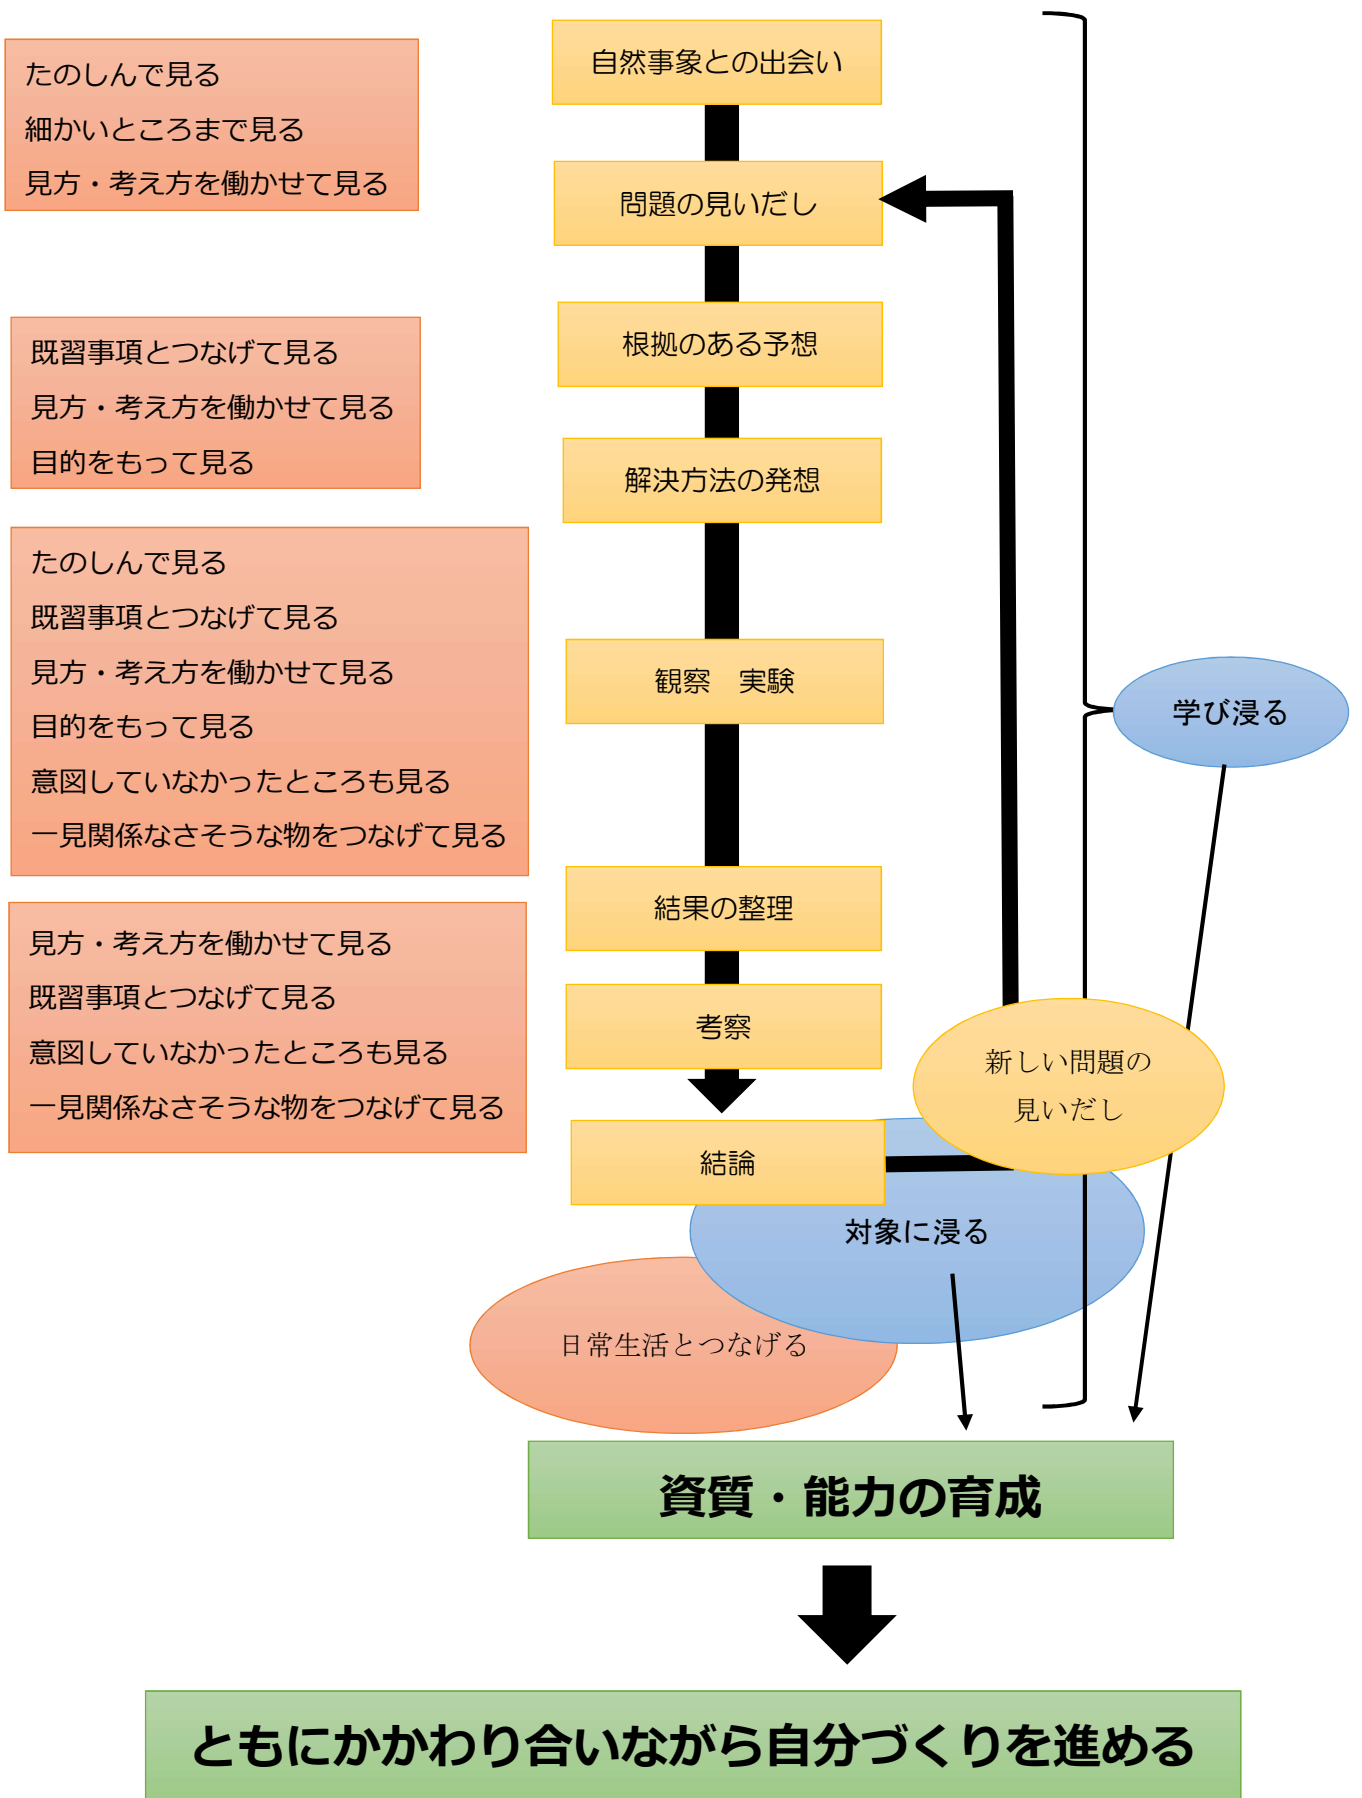 自然事象との出会い
たのしんで見る
細かいところまで見る
見方・考え方を働かせて見る
問題の見いだし
根拠のある予想
既習事項とつなげて見る
見方・考え方を働かせて見る
目的をもって見る
解決方法の発想
たのしんで見る
既習事項とつなげて見る
見方・考え方を働かせて見る
目的をもって見る
意図していなかったところも見る
一見関係なさそうな物をつなげて見る
観察　実験
学び浸る
結果の整理
見方・考え方を働かせて見る
既習事項とつなげて見る
意図していなかったところも見る
一見関係なさそうな物をつなげて見る
考察
新しい問題の
見いだし
結論
対象に浸る
日常生活とつなげる
資質・能力の育成
ともにかかわり合いながら自分づくりを進める